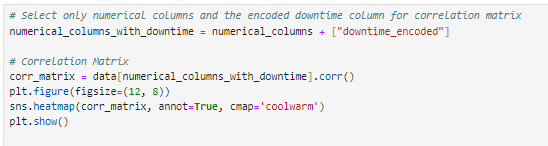 # Select only numerical columns and the encoded downtime column for correlation matrix
numerical_columns_with_downtime = numerical_columns + ["downtime_encoded"]
# Correlation Matrix
corr_matrix = data[numerical_columns_with_downtime].corr()
plt.figure(figsize=(12, 8))
sns.heatmap(corr_matrix, annot=True, cmap='coolwarm')
plt.show()